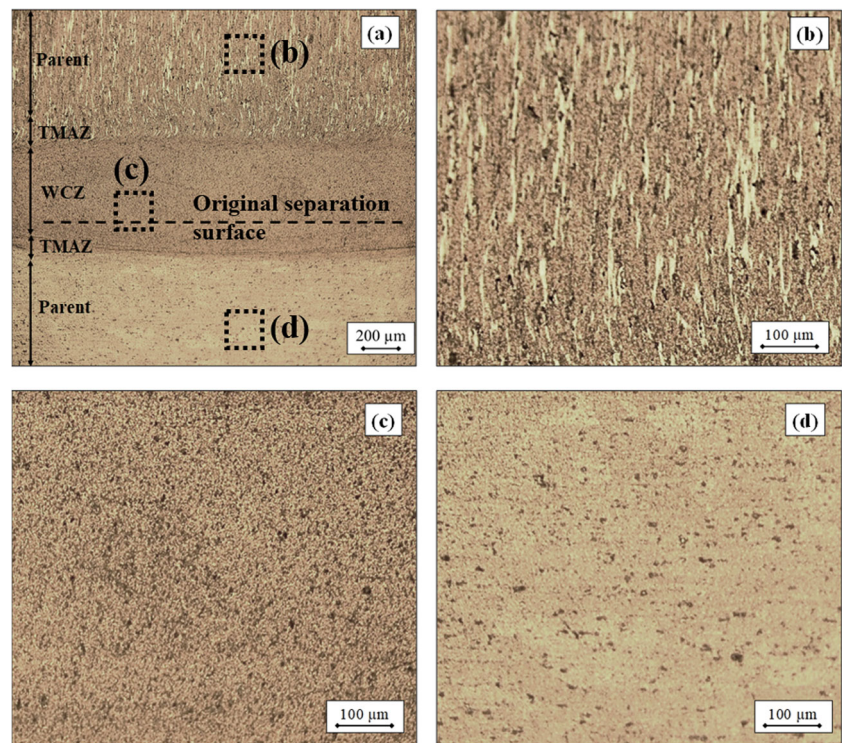 (a)
Parent
(b)
TMAZ
(c)
WCZ
Original separation
surface
TMAZ
Parent
(d)
200 µm
(b)
100 µm
(c)
100 µm
(d)
100 µm